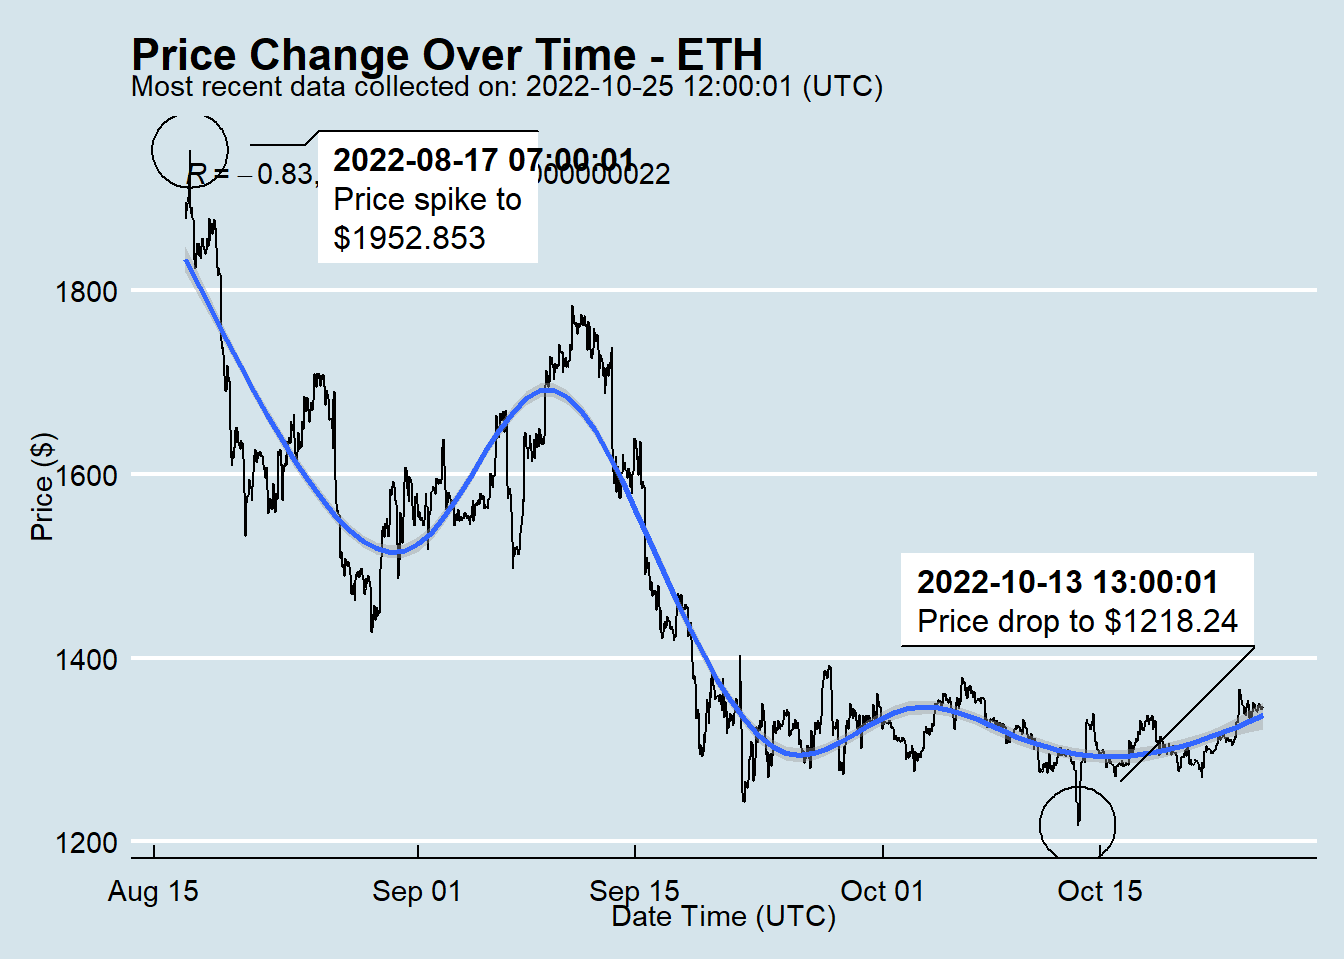 Price Change Over Time - ETH
Most recent data collected on: 2022-10-25 12:00:01 (UTC)
2022-08-17 07:00:01
R = −0.83,
000000022
Price spike to
$1952.853
1800
1600
1400
1200
Price ($)
2022-10-13 13:00:01
Price drop to $1218.24
Aug 15
Sep 01
Sep 15
Oct 01
Oct 15
Date Time (UTC)